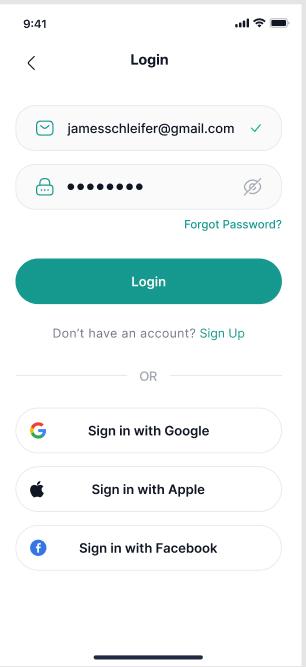 9:41
Login
jamesschleifer@gmail.com
●●●●●●●●
Forgot Password?
Login
Don’t have an account? Sign Up
OR
Sign in with Google
Sign in with Apple
Sign in with Facebook